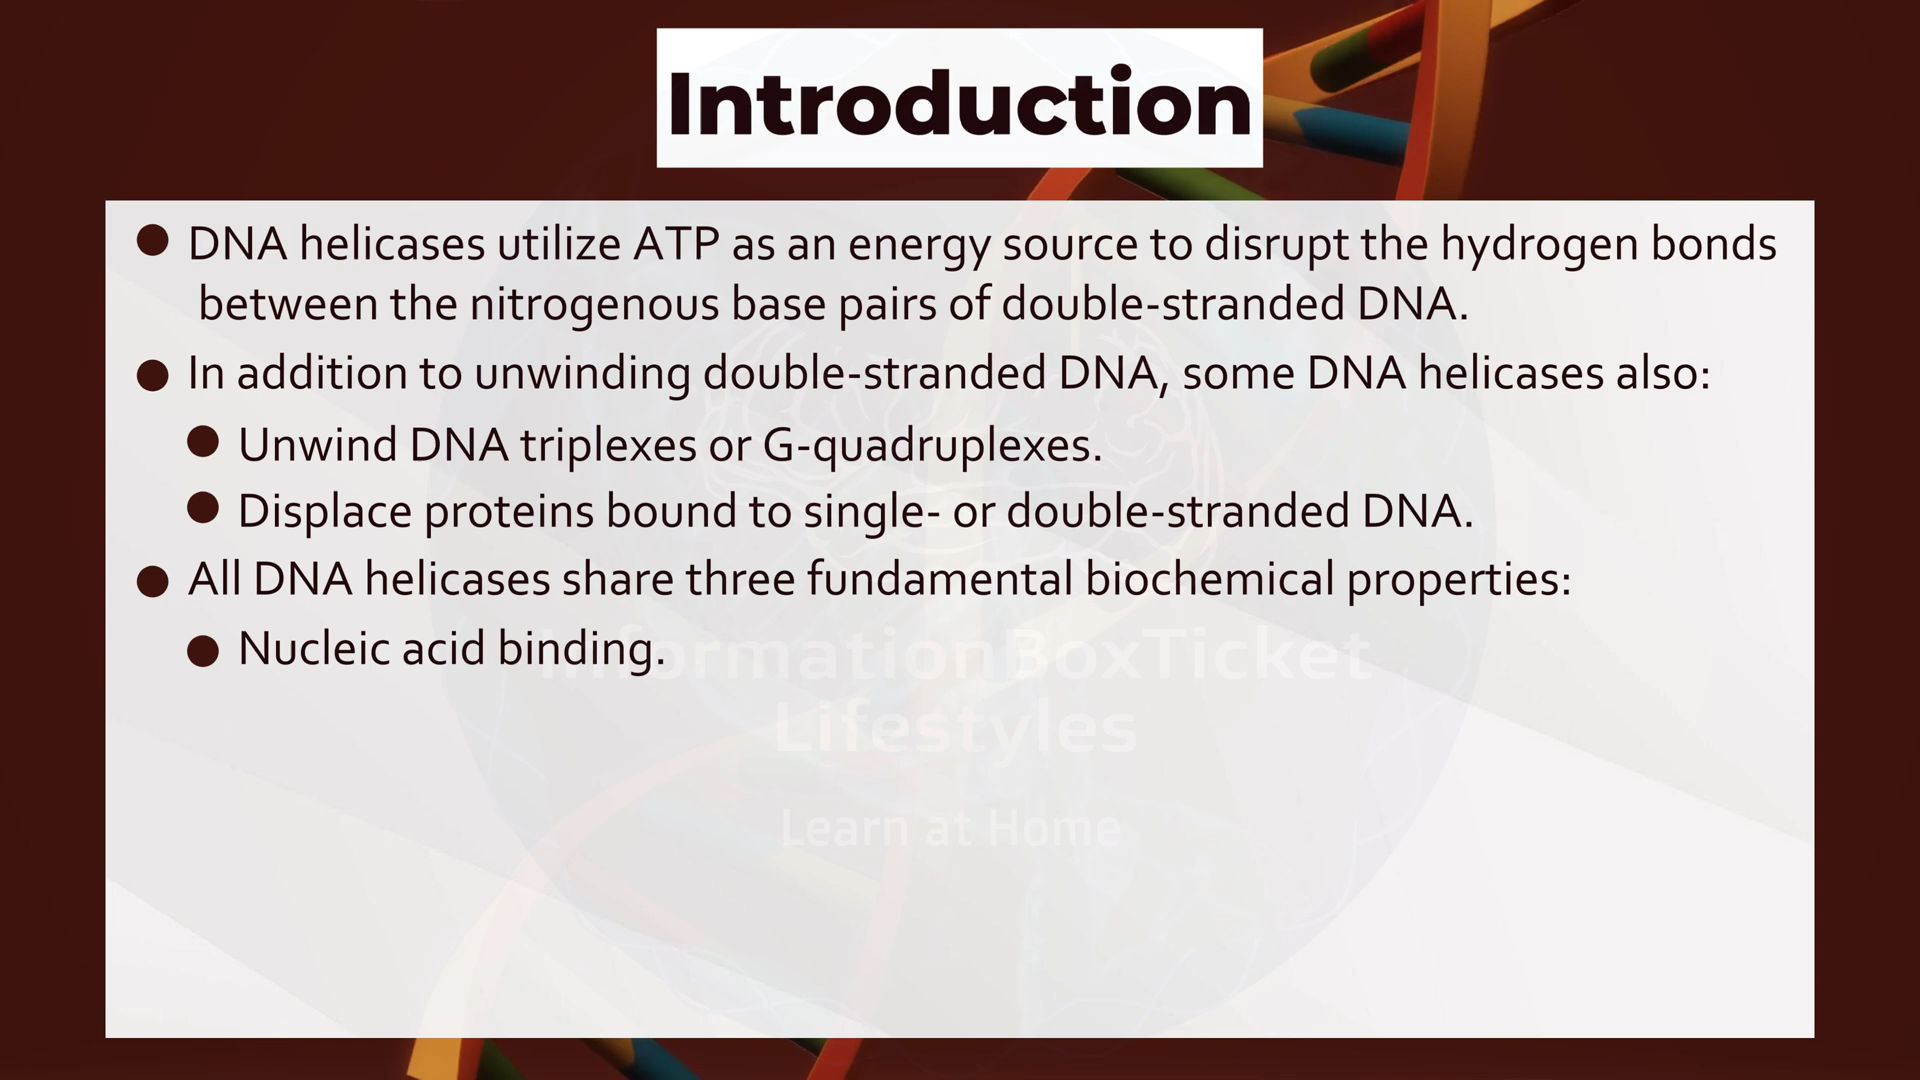 Introduction
DNA helicases utilize ATP as an energy source to disrupt the hydrogen bonds
between the nitrogenous base pairs of double-stranded DNA.
In addition to unwinding double-stranded DNA, some DNA helicases also:
Unwind DNA triplexes or G-quadruplexes.
Displace proteins bound to single- or double-stranded DNA.
All DNA helicases share three fundamental biochemical properties:
Nucleic acid binding.
InformationBoxTicket
Lifestyles
Learn at Home